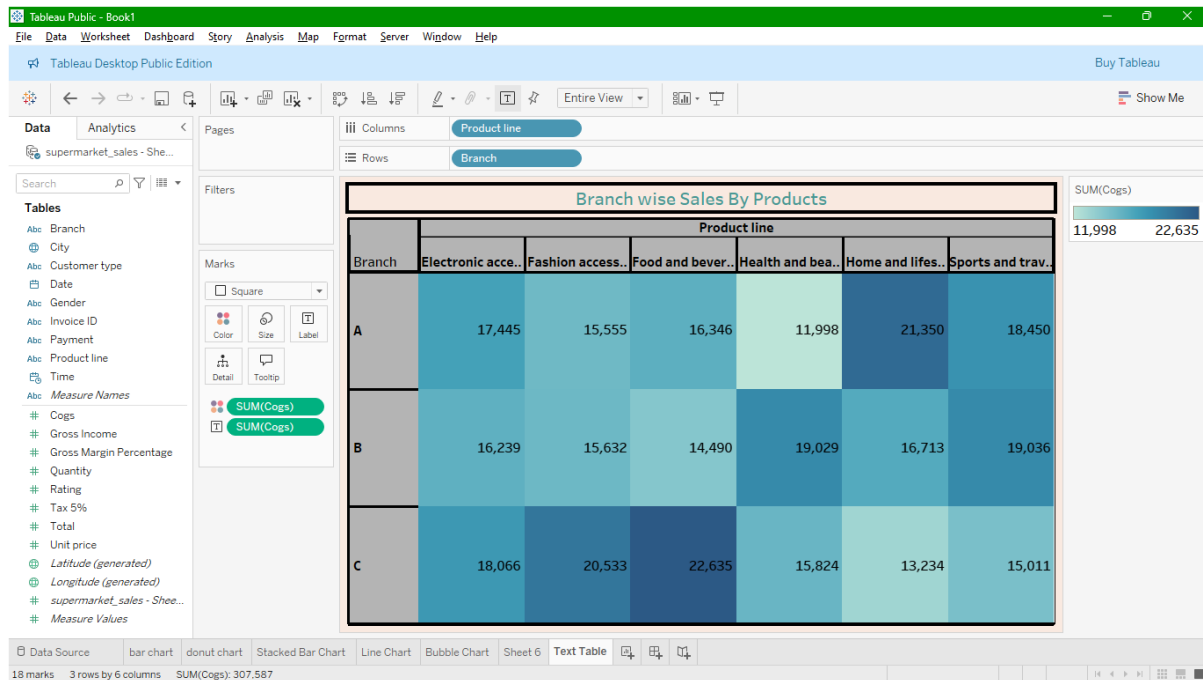 Tableau Public - Book1
File Data Worksheet Dashboard Story Analysis Map Format Server Window Help
Tableau Desktop Public Edition Buy Tableau
Entire View Show Me
Data Analytics
supermarket_sales - She...
Search
Tables
Abc Branch
City
Abc Customer type
Date
Abc Gender
Abc Invoice ID
Abc Payment
Abc Product line
Time
Abc Measure Names
# Cogs
# Gross Income
# Gross Margin Percentage
# Quantity
# Rating
# Tax 5%
# Total
# Unit price
Latitude (generated)
Longitude (generated)
# supermarket_sales - Shee...
# Measure Values
Pages
Filters
Marks
Square
Color Size Label
Detail Tooltip
SUM(Cogs)
SUM(Cogs)
Columns Product line
Rows Branch
Branch wise Sales By Products
Product line
Branch Electronic acce.. Fashion access.. Food and bever.. Health and bea.. Home and lifes.. Sports and trav..
A 17,445 15,555 16,346 11,998 21,350 18,450
B 16,239 15,632 14,490 19,029 16,713 19,036
C 18,066 20,533 22,635 15,824 13,234 15,011
SUM(Cogs)
11,998 22,635
Data Source bar chart donut chart Stacked Bar Chart Line Chart Bubble Chart Sheet 6 Text Table
18 marks 3 rows by 6 columns SUM(Cogs): 307,587